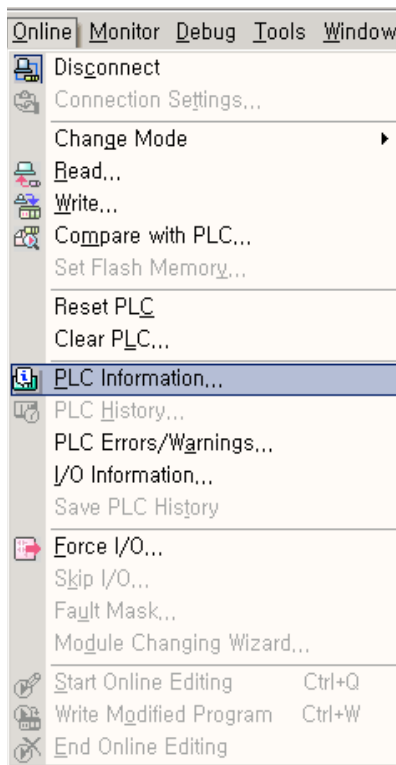 Online Monitor Debug Tools Window
Disconnect
Connection Settings...
Change Mode
Read...
Write...
Compare with PLC...
Set Flash Memory...
Reset PLC
Clear PLC...
PLC Information...
PLC History...
PLC Errors/Warnings...
I/O Information...
Save PLC History
Force I/O...
Skip I/O...
Fault Mask...
Module Changing Wizard...
Start Online Editing Ctrl+Q
Write Modified Program Ctrl+W
End Online Editing